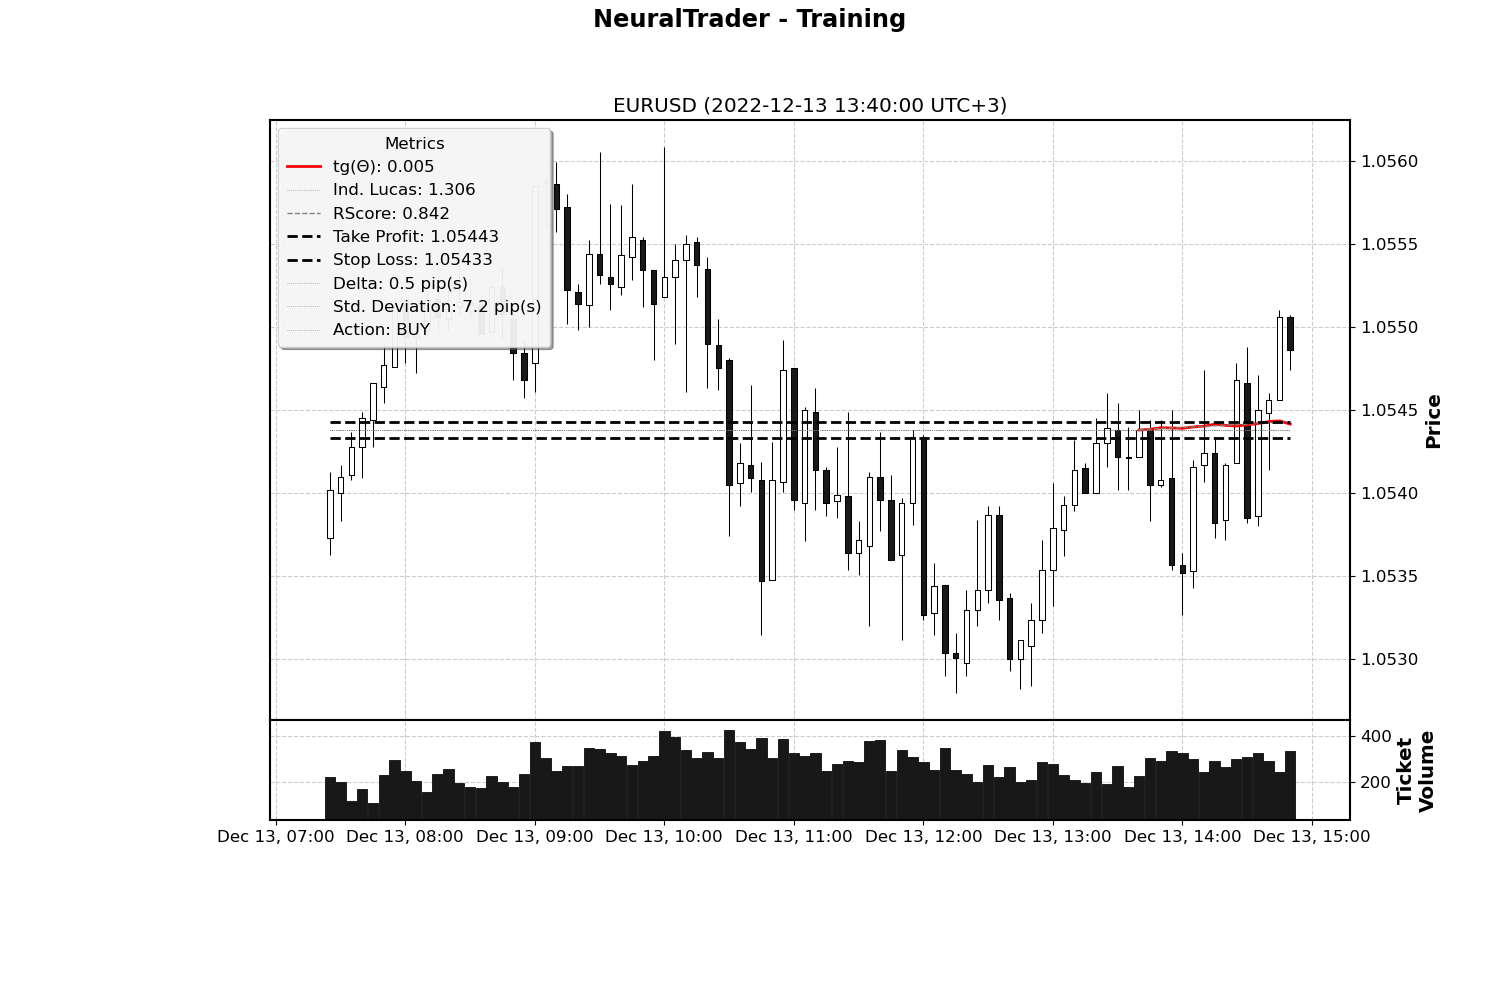 NeuralTrader - Training
EURUSD (2022-12-13 13:40:00 UTC+3)
Metrics
tg(Θ): 0.005
Ind. Lucas: 1.306
RScore: 0.842
Take Profit: 1.05443
Stop Loss: 1.05433
Delta: 0.5 pip(s)
Std. Deviation: 7.2 pip(s)
Action: BUY
1.0560
1.0555
1.0550
1.0545
1.0540
1.0535
1.0530
Price
400
200
Ticket
Volume
Dec 13, 07:00 Dec 13, 08:00 Dec 13, 09:00 Dec 13, 10:00 Dec 13, 11:00 Dec 13, 12:00 Dec 13, 13:00 Dec 13, 14:00 Dec 13, 15:00